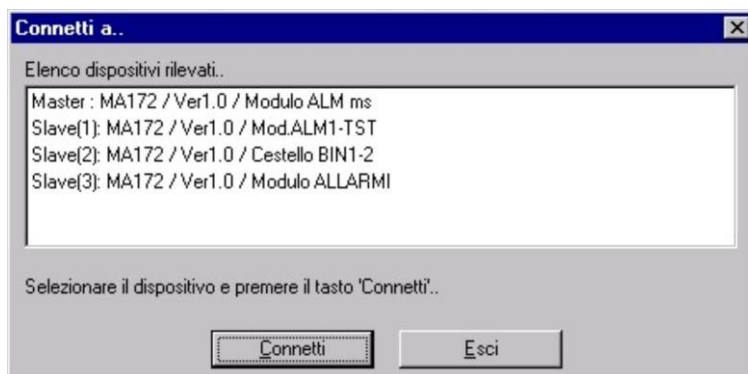 Connetti a..
Elenco dispositivi rilevati..
Master : MA172 / Ver1.0 / Modulo ALM ms
Slave(1): MA172 / Ver1.0 / Mod.ALM1-TST
Slave(2): MA172 / Ver1.0 / Cestello BIN1-2
Slave(3): MA172 / Ver1.0 / Modulo ALLARMI
Selezionare il dispositivo e premere il tasto 'Connetti'..
Connetti Esci